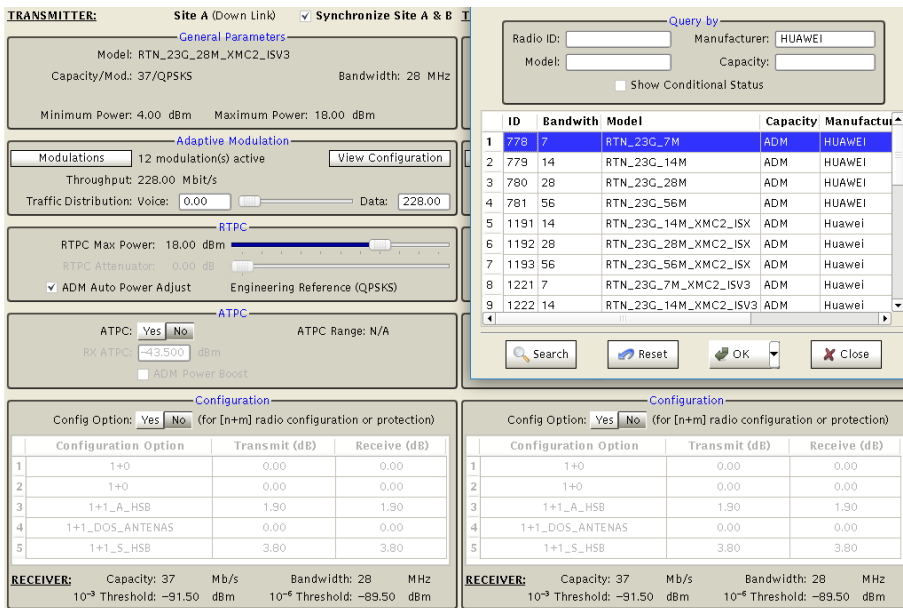 TRANSMITTER: Site A (Down Link) ✓ Synchronize Site A & B
General Parameters
Model: RTN_23G_28M_XMC2_ISV3
Capacity/Mod.: 37/QPSKS Bandwidth: 28 MHz
Minimum Power: 4.00 dBm Maximum Power: 18.00 dBm
Adaptive Modulation
Modulations 12 modulation(s) active View Configuration
Throughput: 228.00 Mbit/s
Traffic Distribution: Voice: 0.00 Data: 228.00
RTPC
RTPC Max Power: 18.00 dBm
RTPC Attenuator: 0.00 dB
✓ ADM Auto Power Adjust Engineering Reference (QPSKS)
ATPC
ATPC: Yes No ATPC Range: N/A
RX ATPC: -43.500 dBm
ADM Power Boost
Configuration
Config Option: Yes No (for [n+m] radio configuration or protection)
Configuration Option Transmit (dB) Receive (dB)
1 1+0 0.00 0.00
2 1+0 0.00 0.00
3 1+1_A_HSB 1.90 1.90
4 1+1_DOS_ANTENAS 0.00 0.00
5 1+1_S_HSB 3.80 3.80
RECEIVER: Capacity: 37 Mb/s Bandwidth: 28 MHz
10⁻³ Threshold: -91.50 dBm 10⁻⁶ Threshold: -89.50 dBm
T
Query by
Radio ID: Manufacturer: HUAWEI
Model: Capacity:
Show Conditional Status
ID Bandwith Model Capacity Manufactur
1 778 7 RTN_23G_7M ADM HUAWEI
2 779 14 RTN_23G_14M ADM HUAWEI
3 780 28 RTN_23G_28M ADM HUAWEI
4 781 56 RTN_23G_56M ADM HUAWEI
5 1191 14 RTN_23G_14M_XMC2_ISX ADM Huawei
6 1192 28 RTN_23G_28M_XMC2_ISX ADM Huawei
7 1193 56 RTN_23G_56M_XMC2_ISX ADM Huawei
8 1221 7 RTN_23G_7M_XMC2_ISV3 ADM Huawei
9 1222 14 RTN_23G_14M_XMC2_ISV3 ADM Huawei
Search Reset OK Close
Configuration
Config Option: Yes No (for [n+m] radio configuration or protection)
Configuration Option Transmit (dB) Receive (dB)
1 1+0 0.00 0.00
2 1+0 0.00 0.00
3 1+1_A_HSB 1.90 1.90
4 1+1_DOS_ANTENAS 0.00 0.00
5 1+1_S_HSB 3.80 3.80
RECEIVER: Capacity: 37 Mb/s Bandwidth: 28 MHz
10⁻³ Threshold: -91.50 dBm 10⁻⁶ Threshold: -89.50 dBm